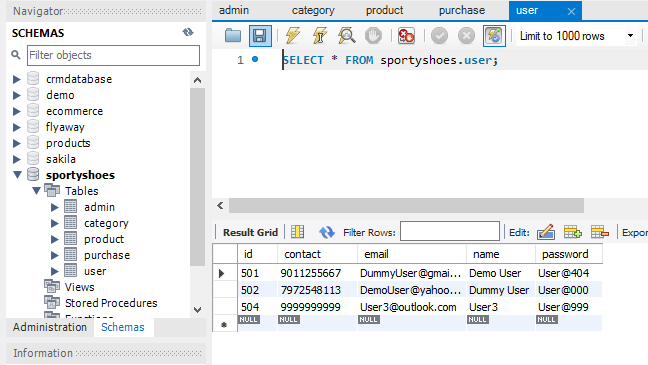 Navigator
SCHEMAS
Filter objects
crmdatabase
demo
ecommerce
flyaway
products
sakila
sportyshoes
Tables
admin
category
product
purchase
user
Views
Stored Procedures
Functions
Administration Schemas
Information
admin category product purchase user
Limit to 1000 rows
1 SELECT * FROM sportyshoes.user;
Result Grid Filter Rows: Edit: Expor
id contact email name password
501 9011255667 DummyUser@gmai... Demo User User@404
502 7972548113 DemoUser@yahoo... Dummy User User@000
504 9999999999 User3@outlook.com User3 User@999
NULL NULL NULL NULL NULL